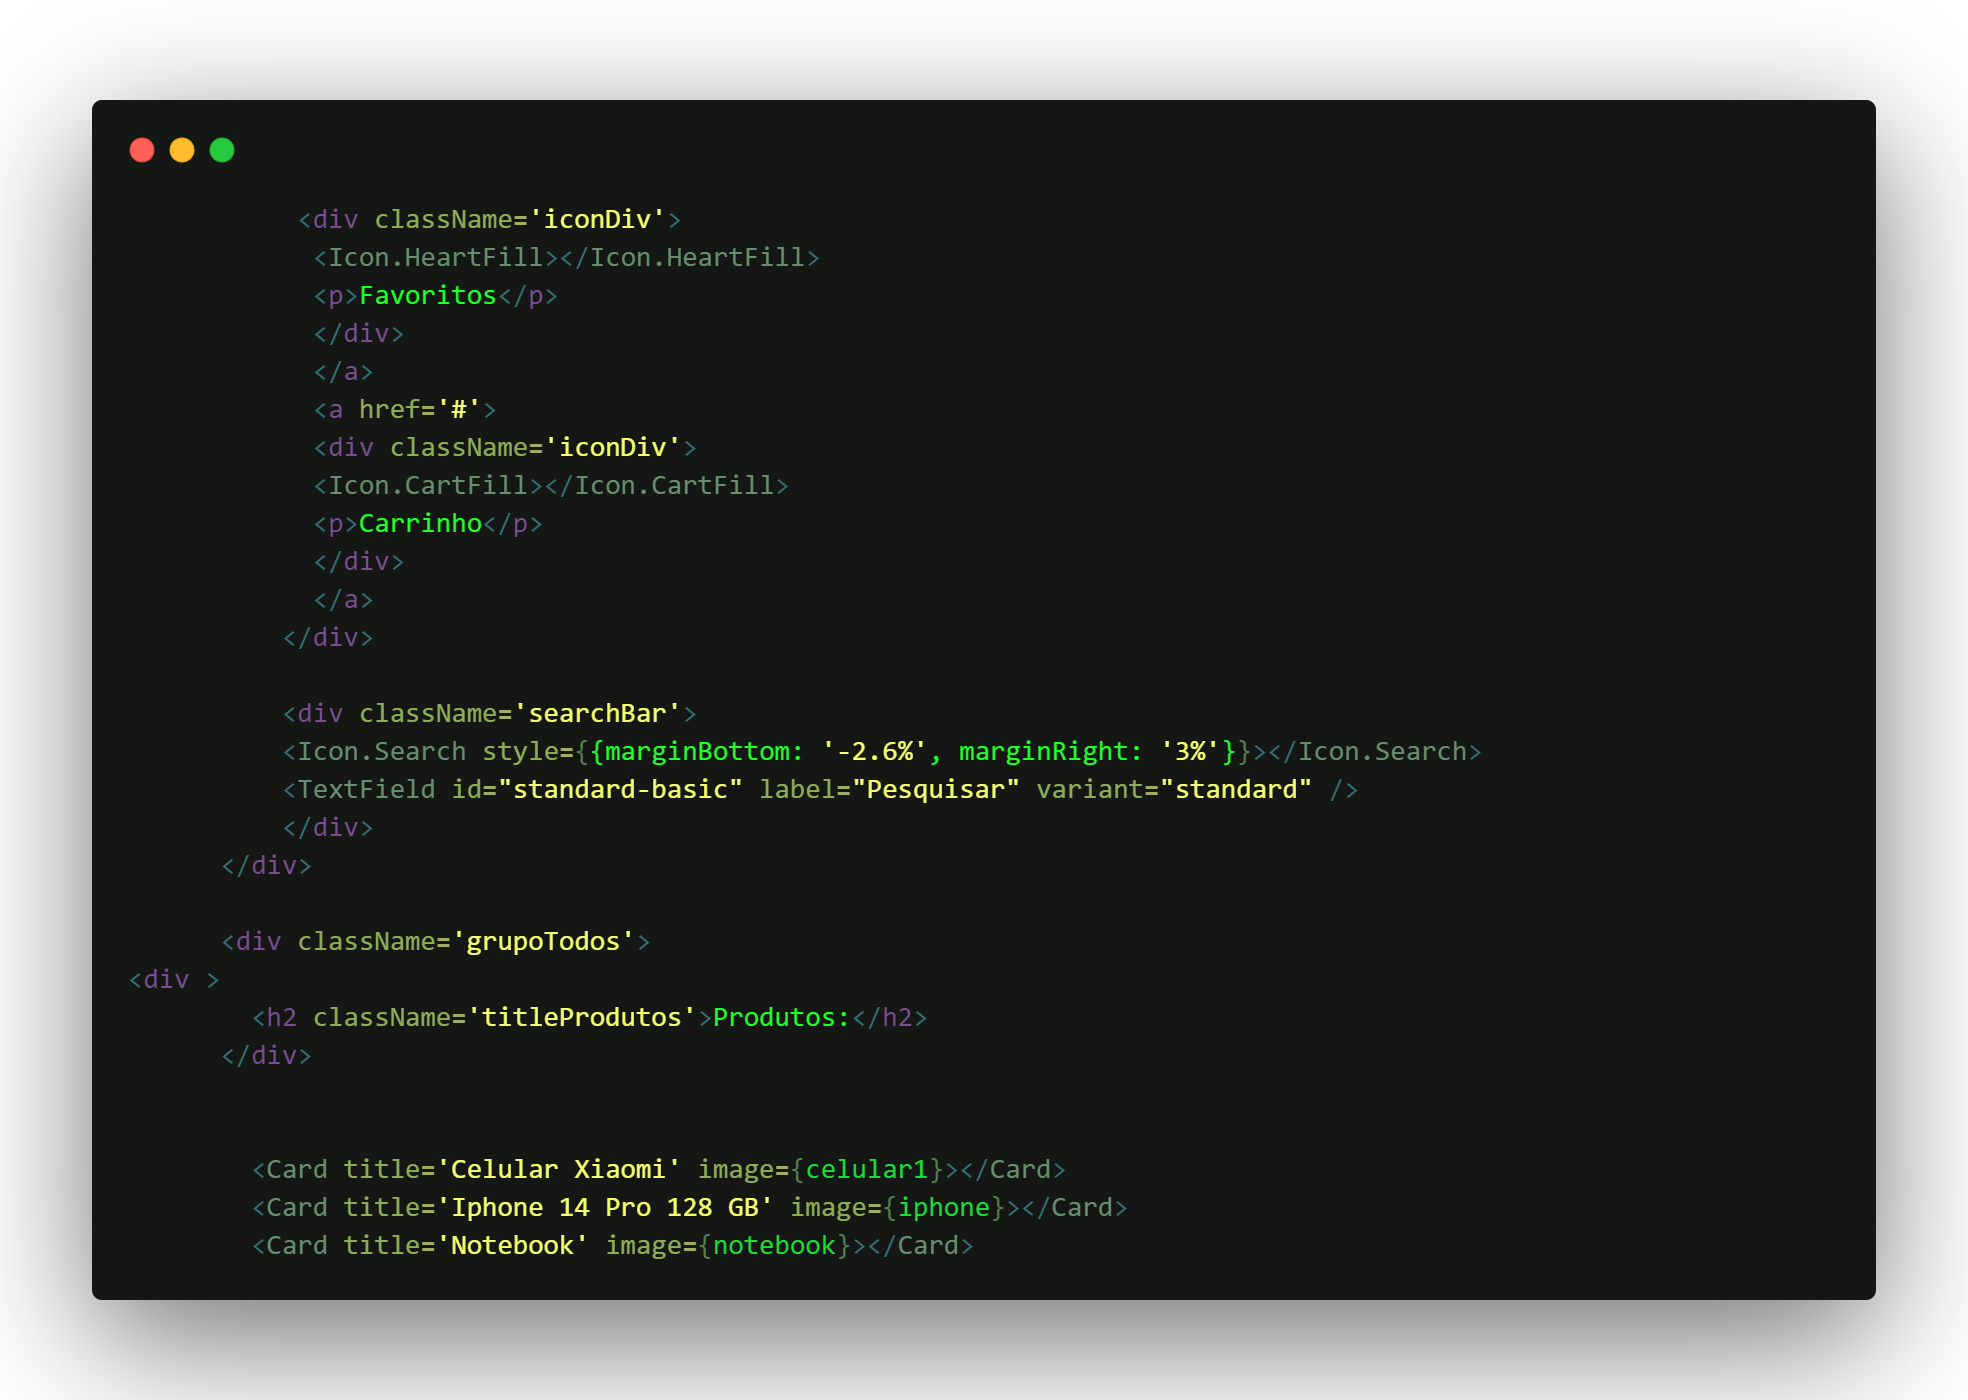 <div className='iconDiv'>
<Icon.HeartFill></Icon.HeartFill>
<p>Favoritos</p>
</div>
</a>
<a href='#'>
<div className='iconDiv'>
<Icon.CartFill></Icon.CartFill>
<p>Carrinho</p>
</div>
</a>
</div>
<div className='searchBar'>
<Icon.Search style={{marginBottom: '-2.6%', marginRight: '3%'}}></Icon.Search>
<TextField id="standard-basic" label="Pesquisar" variant="standard" />
</div>
</div>
<div className='grupoTodos'>
<div >
<h2 className='titleProdutos'>Produtos:</h2>
</div>
<Card title='Celular Xiaomi' image={celular1}></Card>
<Card title='Iphone 14 Pro 128 GB' image={iphone}></Card>
<Card title='Notebook' image={notebook}></Card>